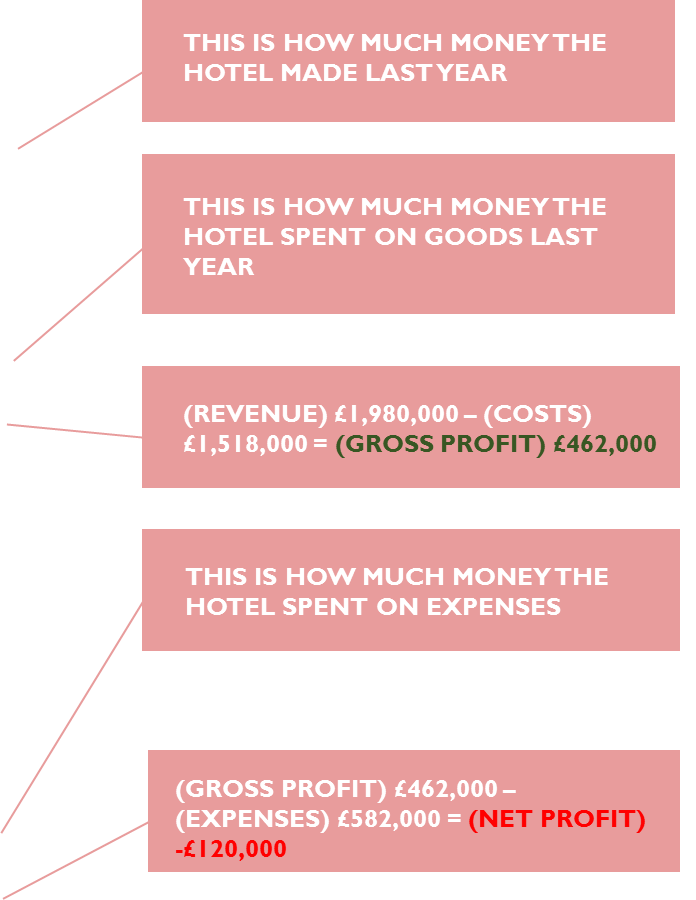 THIS IS HOW MUCH MONEY THE
HOTEL MADE LAST YEAR
THIS IS HOW MUCH MONEY THE
HOTEL SPENT ON GOODS LAST
YEAR
(REVENUE) £1,980,000 – (COSTS)
£1,518,000 = (GROSS PROFIT) £462,000
THIS IS HOW MUCH MONEY THE
HOTEL SPENT ON EXPENSES
(GROSS PROFIT) £462,000 –
(EXPENSES) £582,000 = (NET PROFIT)
-£120,000